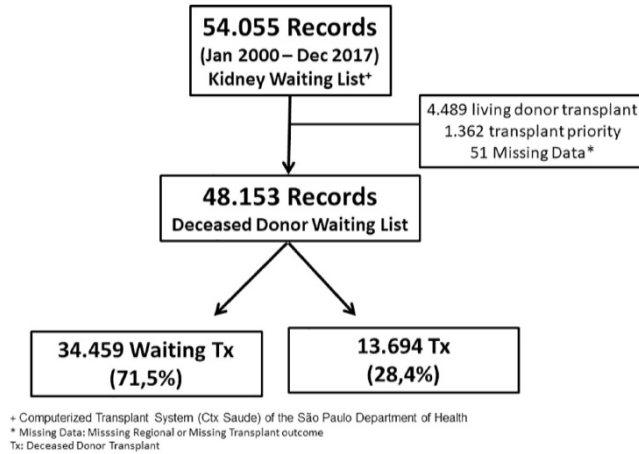 54.055 Records
(Jan 2000 – Dec 2017)
Kidney Waiting List+
4.489 living donor transplant
1.362 transplant priority
51 Missing Data*
48.153 Records
Deceased Donor Waiting List
34.459 Waiting Tx
(71,5%)
13.694 Tx
(28,4%)
+ Computerized Transplant System (Ctx Saude) of the São Paulo Department of Health
* Missing Data: Misssing Regional or Missing Transplant outcome
Tx: Deceased Donor Transplant